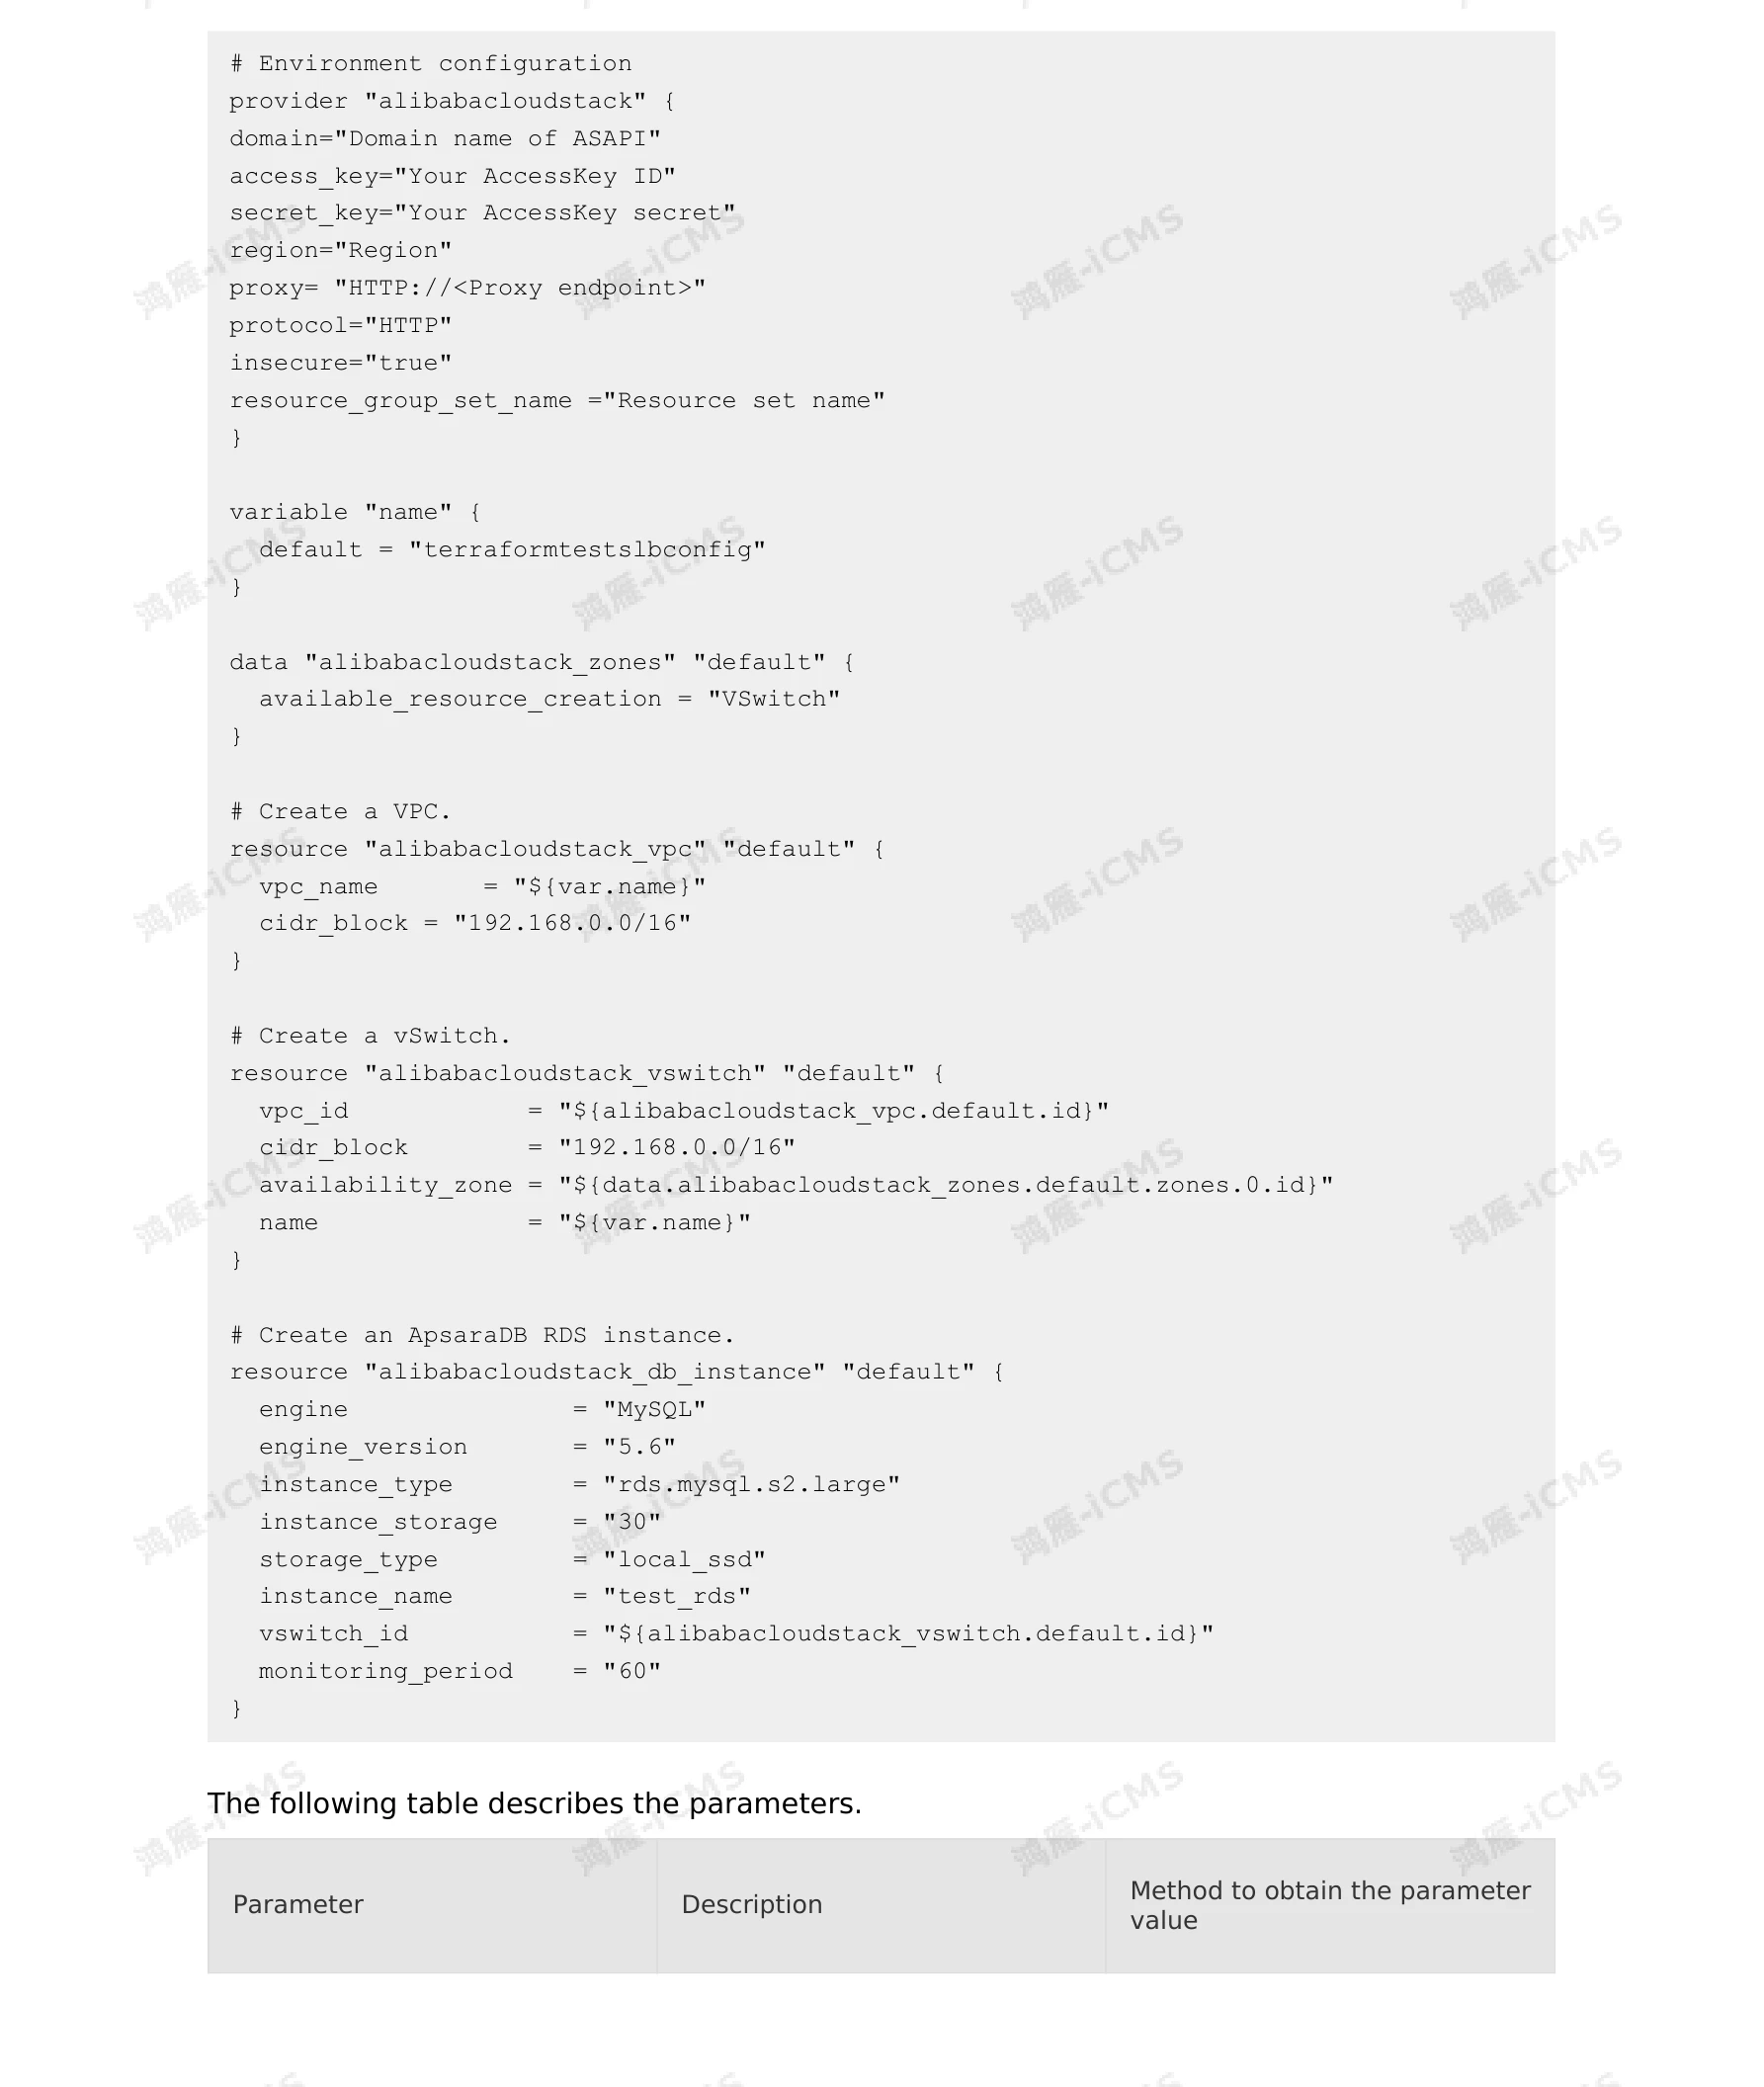 # Environment configuration
provider "alibabacloudstack" {
domain="Domain name of ASAPI"
access_key="Your AccessKey ID"
secret_key="Your AccessKey secret"
region="Region"
proxy= "HTTP://<Proxy endpoint>"
protocol="HTTP"
insecure="true"
resource_group_set_name ="Resource set name"
}

variable "name" {
  default = "terraformtestslbconfig"
}

data "alibabacloudstack_zones" "default" {
  available_resource_creation = "VSwitch"
}

# Create a VPC.
resource "alibabacloudstack_vpc" "default" {
  vpc_name       = "${var.name}"
  cidr_block = "192.168.0.0/16"
}

# Create a vSwitch.
resource "alibabacloudstack_vswitch" "default" {
  vpc_id            = "${alibabacloudstack_vpc.default.id}"
  cidr_block        = "192.168.0.0/16"
  availability_zone = "${data.alibabacloudstack_zones.default.zones.0.id}"
  name              = "${var.name}"
}

# Create an ApsaraDB RDS instance.
resource "alibabacloudstack_db_instance" "default" {
  engine               = "MySQL"
  engine_version       = "5.6"
  instance_type        = "rds.mysql.s2.large"
  instance_storage     = "30"
  storage_type         = "local_ssd"
  instance_name        = "test_rds"
  vswitch_id           = "${alibabacloudstack_vswitch.default.id}"
  monitoring_period    = "60"
}
The following table describes the parameters.
Parameter
Description
Method to obtain the parameter
value
鸿雁-iCMS